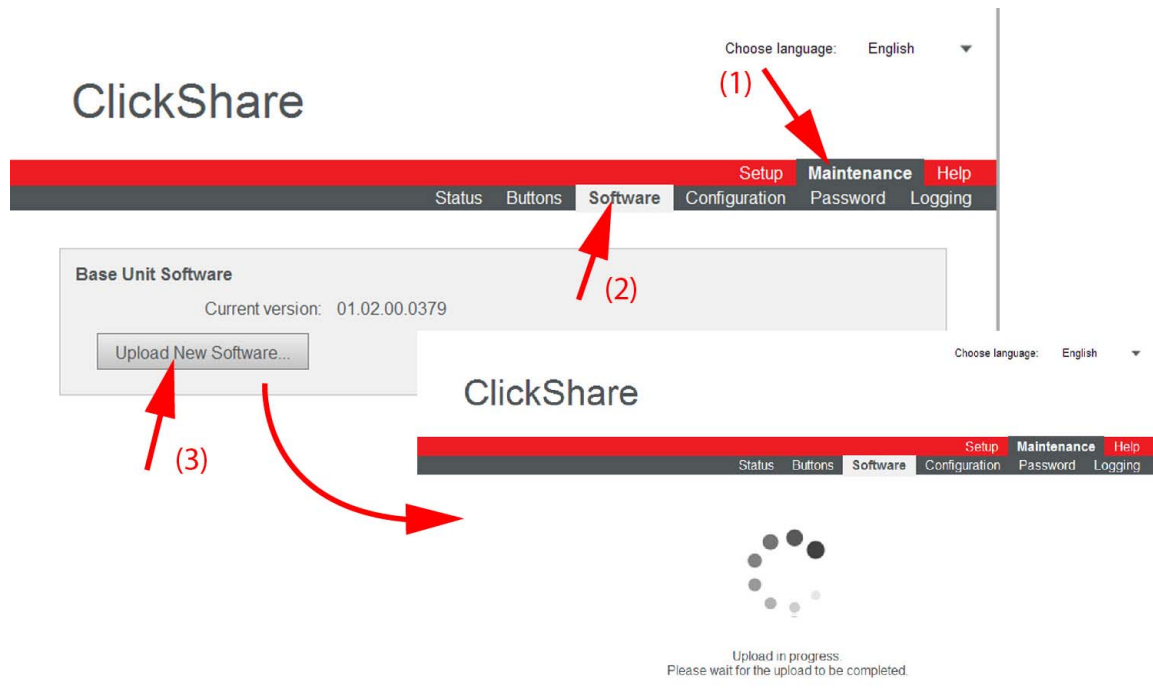 Choose language: English
(1)
ClickShare
Setup Maintenance Help
Status Buttons Software Configuration Password Logging
Base Unit Software
(2)
Current version: 01.02.00.0379
Upload New Software...
(3)
Choose language: English
ClickShare
Setup Maintenance Help
Status Buttons Software Configuration Password Logging
Upload in progress.
Please wait for the upload to be completed.